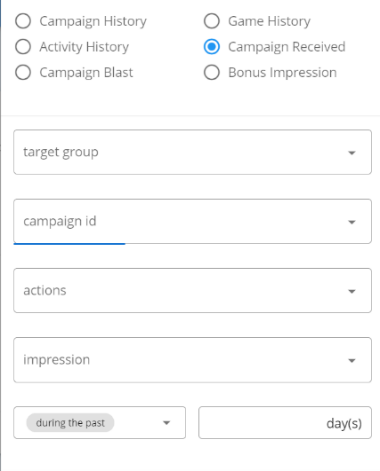 Campaign History Game History
Activity History Campaign Received
Campaign Blast Bonus Impression
target group
campaign id
actions
impression
during the past day(s)